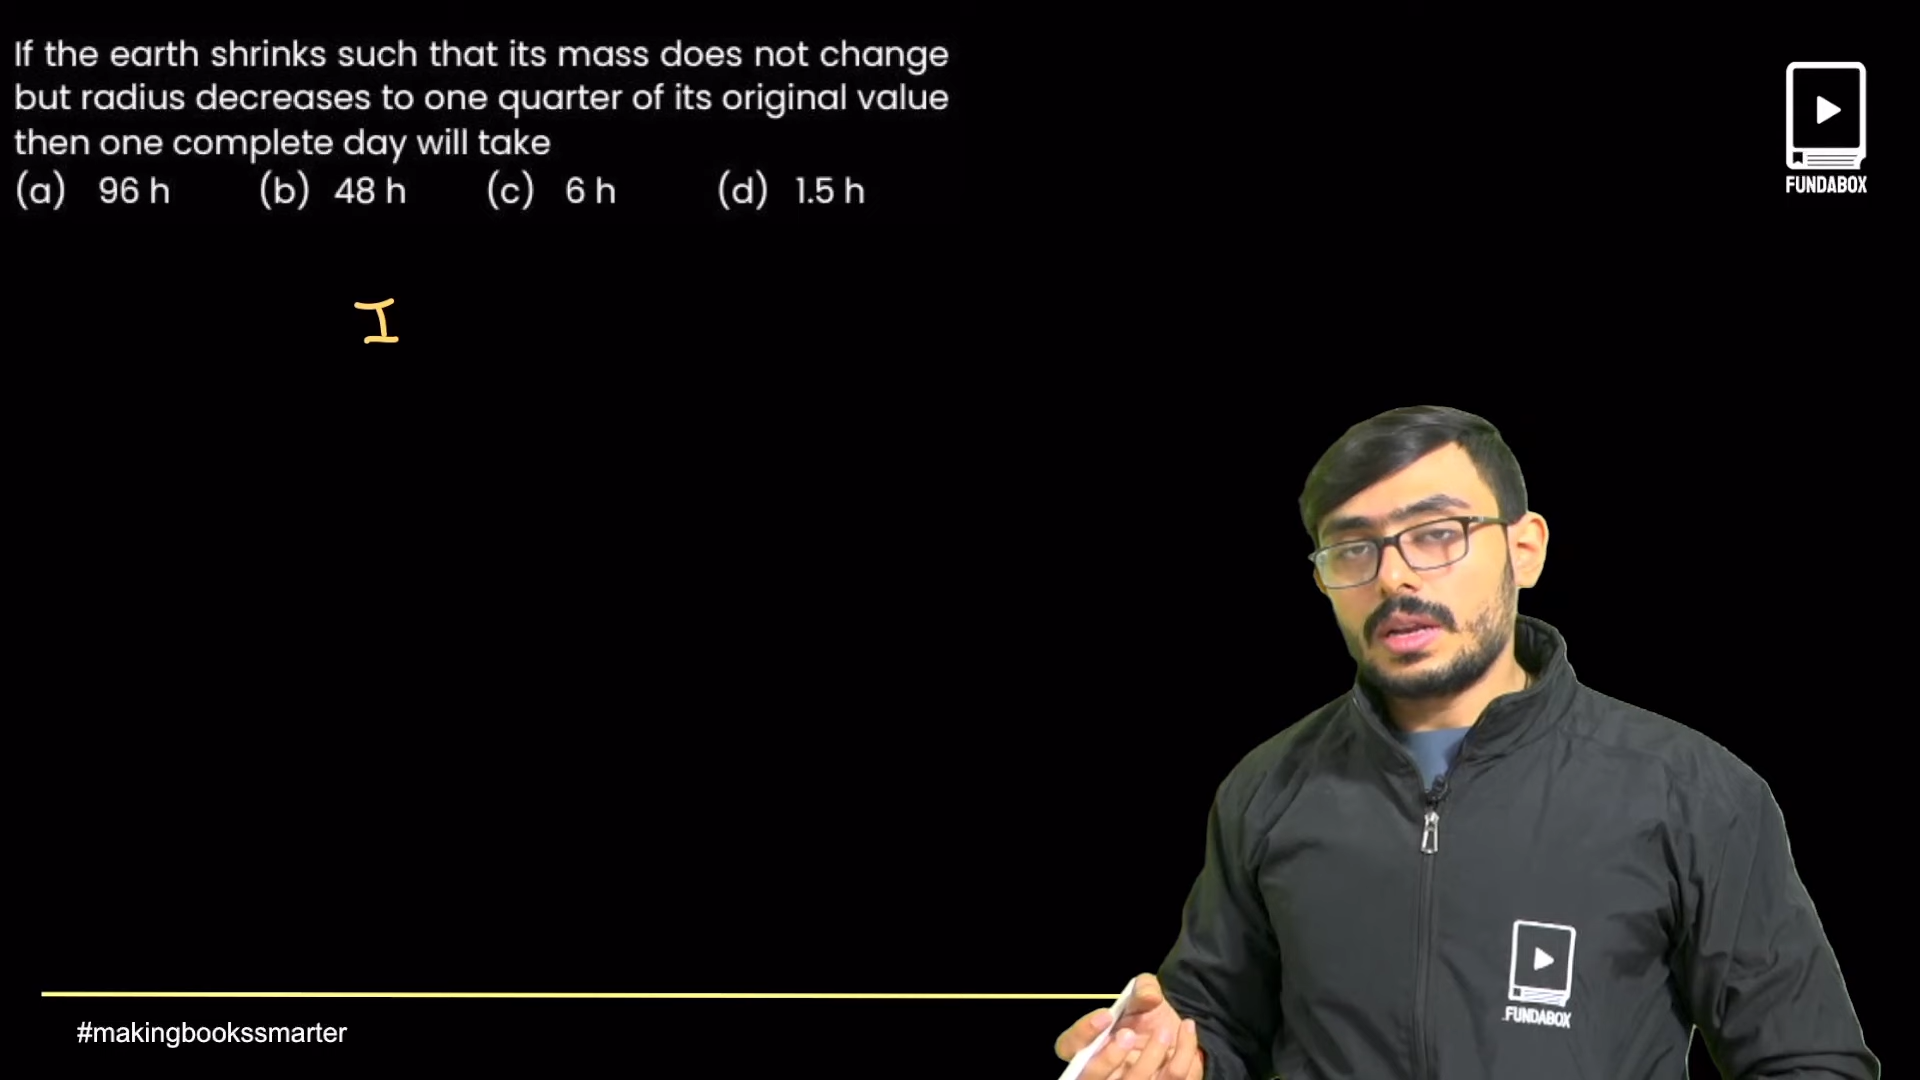 If the earth shrinks such that its mass does not change
but radius decreases to one quarter of its original value
then one complete day will take
(a) 96 h (b) 48 h (c) 6 h (d) 1.5 h
FUNDABOX
I
FUNDABOX
#makingbookssmarter